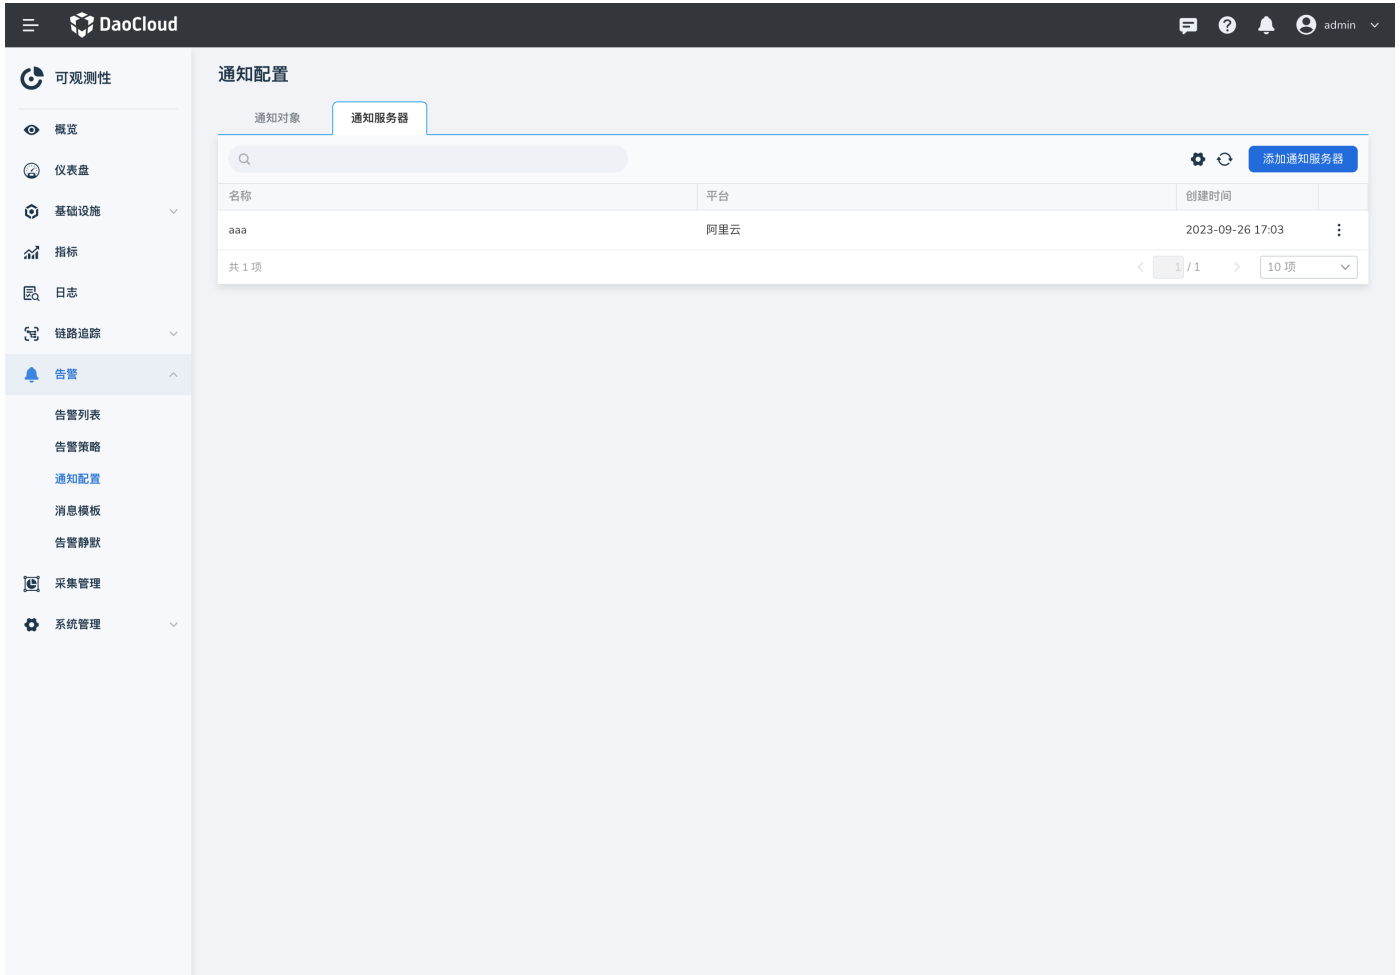 DaoCloud
admin
可观测性
概览
仪表盘
基础设施
指标
日志
链路追踪
告警
告警列表
告警策略
通知配置
消息模板
告警静默
采集管理
系统管理
通知配置
通知对象
通知服务器
添加通知服务器
名称 平台 创建时间
aaa 阿里云 2023-09-26 17:03
共 1 项
1 / 1
10 项